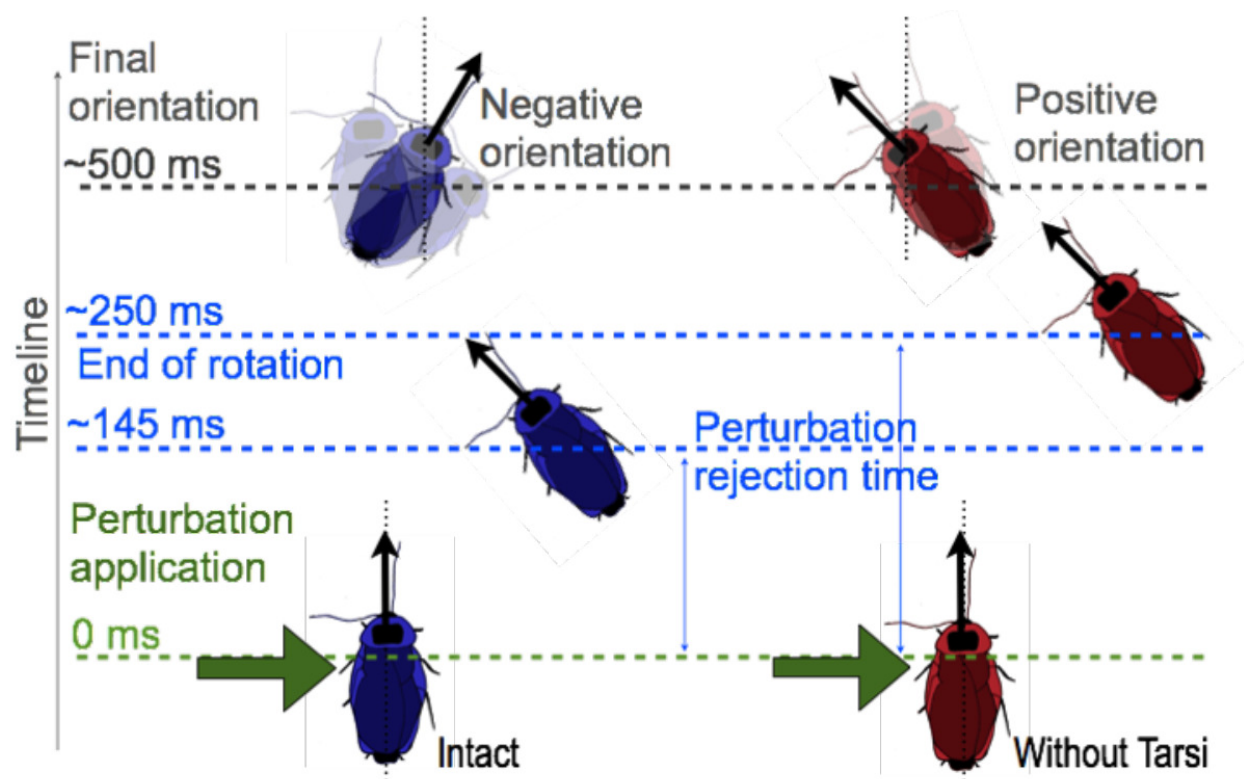 Final
orientation
~500 ms
Negative
orientation
Positive
orientation
Timeline
~250 ms
End of rotation
~145 ms
Perturbation
rejection time
Perturbation
application
0 ms
Intact
Without Tarsi